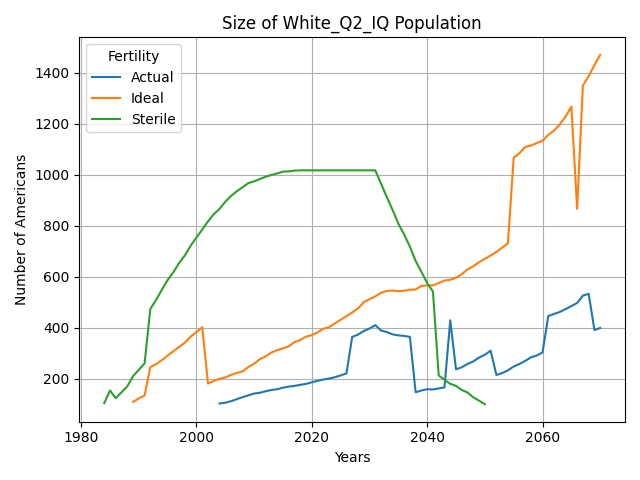 Size of White_Q2_IQ Population
Fertility
Actual
Ideal
Sterile
1400
1200
1000
800
600
400
200
Number of Americans
1980
2000
2020
2040
2060
Years